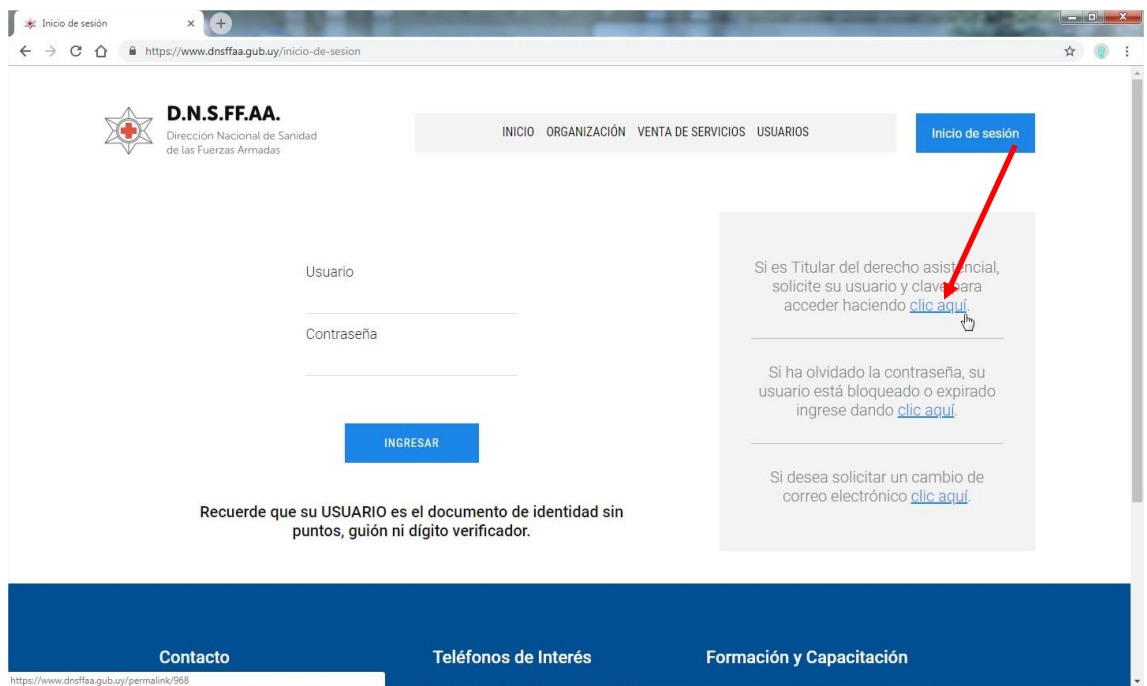 Inicio de sesión
https://www.dnsffaa.gub.uy/inicio-de-sesion
D.N.S.FF.AA.
Dirección Nacional de Sanidad
de las Fuerzas Armadas
INICIO ORGANIZACIÓN VENTA DE SERVICIOS USUARIOS
Inicio de sesión
Usuario
Contraseña
INGRESAR
Recuerde que su USUARIO es el documento de identidad sin
puntos, guión ni dígito verificador.
Si es Titular del derecho asistencial,
solicite su usuario y clave para
acceder haciendo clic aquí.
Si ha olvidado la contraseña, su
usuario está bloqueado o expirado
ingrese dando clic aquí.
Si desea solicitar un cambio de
correo electrónico clic aquí.
Contacto
Teléfonos de Interés
Formación y Capacitación
https://www.dnsffaa.gub.uy/permalink/968